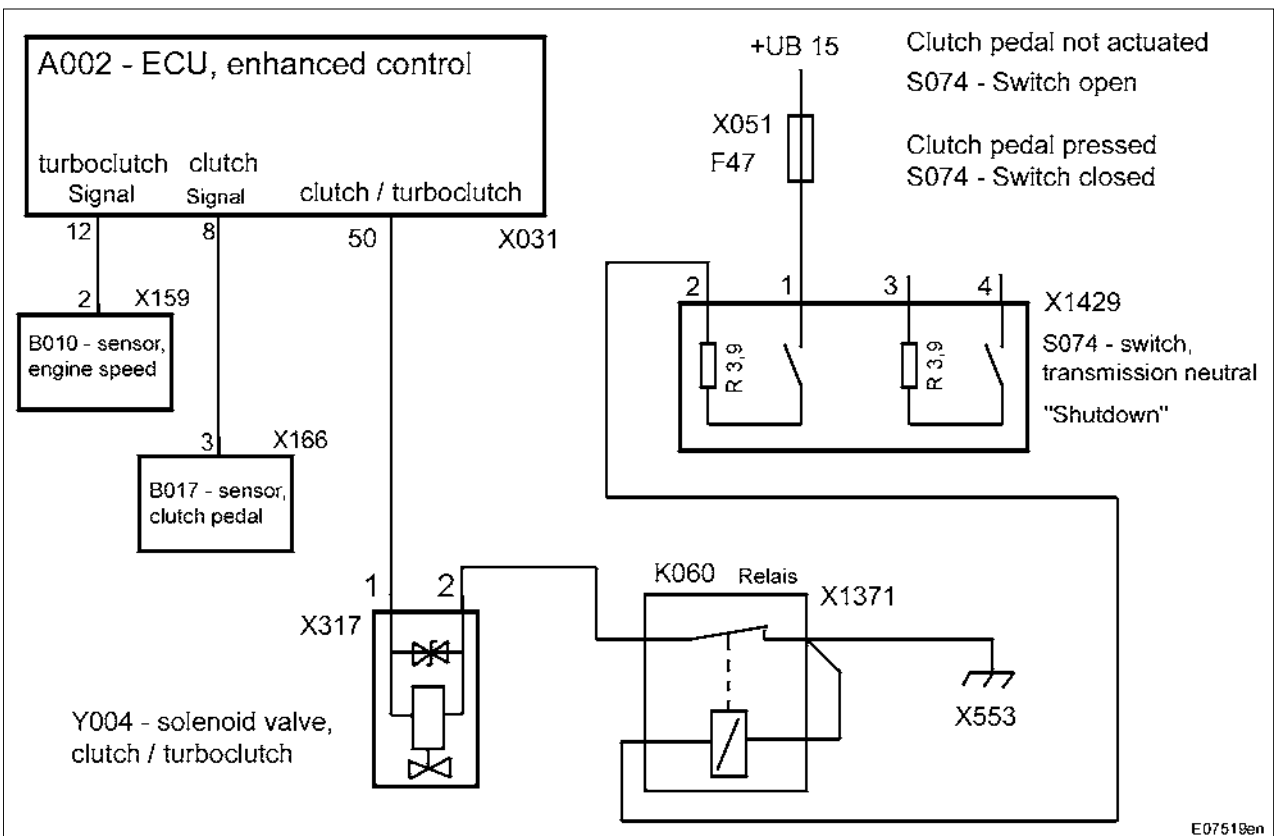 A002 - ECU, enhanced control
turboclutch Signal
clutch Signal
clutch / turboclutch
12
8
50
X031
2
X159
B010 - sensor,
engine speed
3
X166
B017 - sensor,
clutch pedal
+UB 15
X051
F47
Clutch pedal not actuated
S074 - Switch open
Clutch pedal pressed
S074 - Switch closed
2
1
3
4
X1429
R 3,9
R 3,9
S074 - switch,
transmission neutral
"Shutdown"
1
2
X317
Y004 - solenoid valve,
clutch / turboclutch
K060 Relais
X1371
X553
E07519en